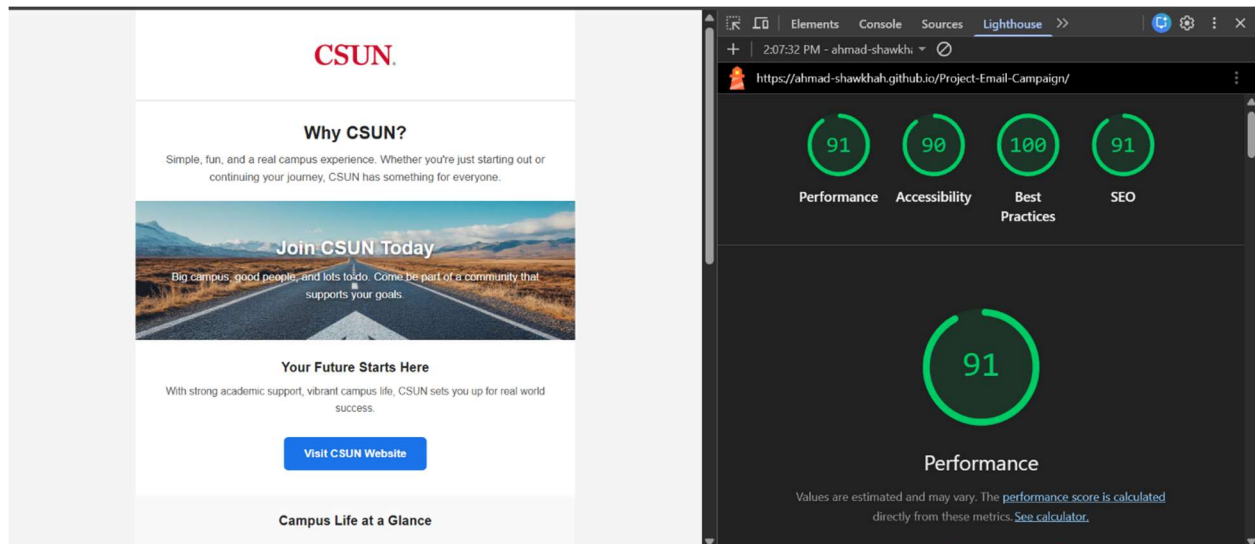 CSUN.
Why CSUN?
Simple, fun, and a real campus experience. Whether you're just starting out or
continuing your journey, CSUN has something for everyone.
Join CSUN Today
Big campus, good people, and lots to do. Come be part of a community that
supports your goals.
Your Future Starts Here
With strong academic support, vibrant campus life, CSUN sets you up for real world
success.
Visit CSUN Website
Campus Life at a Glance
Elements Console Sources Lighthouse
2:07:32 PM - ahmad-shawkha
https://ahmad-shawkhah.github.io/Project-Email-Campaign/
91 90 100 91
Performance Accessibility Best Practices SEO
91
Performance
Values are estimated and may vary. The performance score is calculated
directly from these metrics. See calculator.